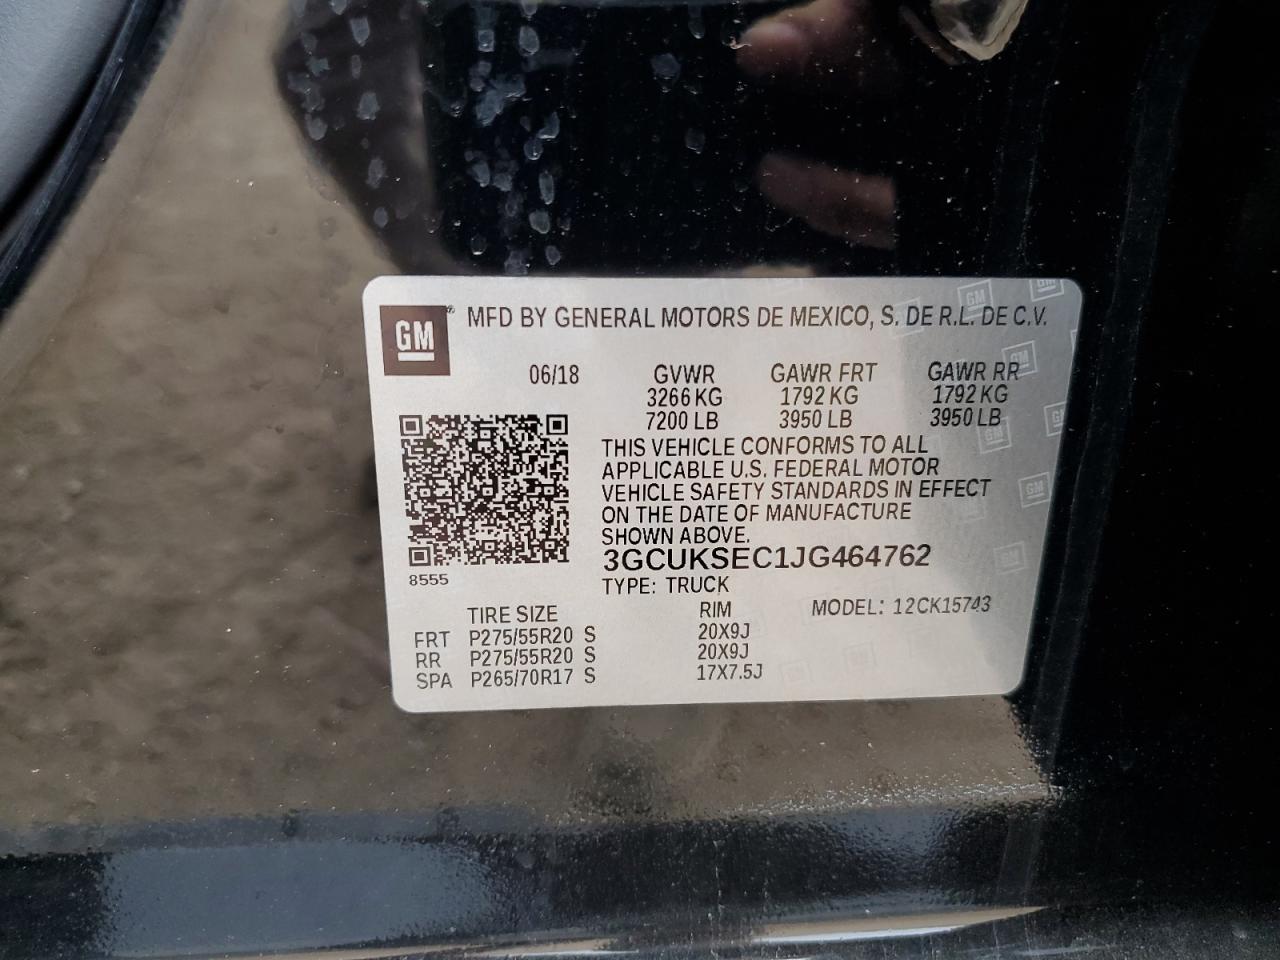 GM ® MFD BY GENERAL MOTORS DE MEXICO, S. DE R.L. DE C.V.
06/18 GVWR GAWR FRT GAWR RR
3266 KG 1792 KG 1792 KG
7200 LB 3950 LB 3950 LB
THIS VEHICLE CONFORMS TO ALL
APPLICABLE U.S. FEDERAL MOTOR
VEHICLE SAFETY STANDARDS IN EFFECT
ON THE DATE OF MANUFACTURE
SHOWN ABOVE.
3GCUKSEC1JG464762
8555 TYPE: TRUCK
TIRE SIZE RIM MODEL: 12CK15743
FRT P275/55R20 S 20X9J
RR P275/55R20 S 20X9J
SPA P265/70R17 S 17X7.5J